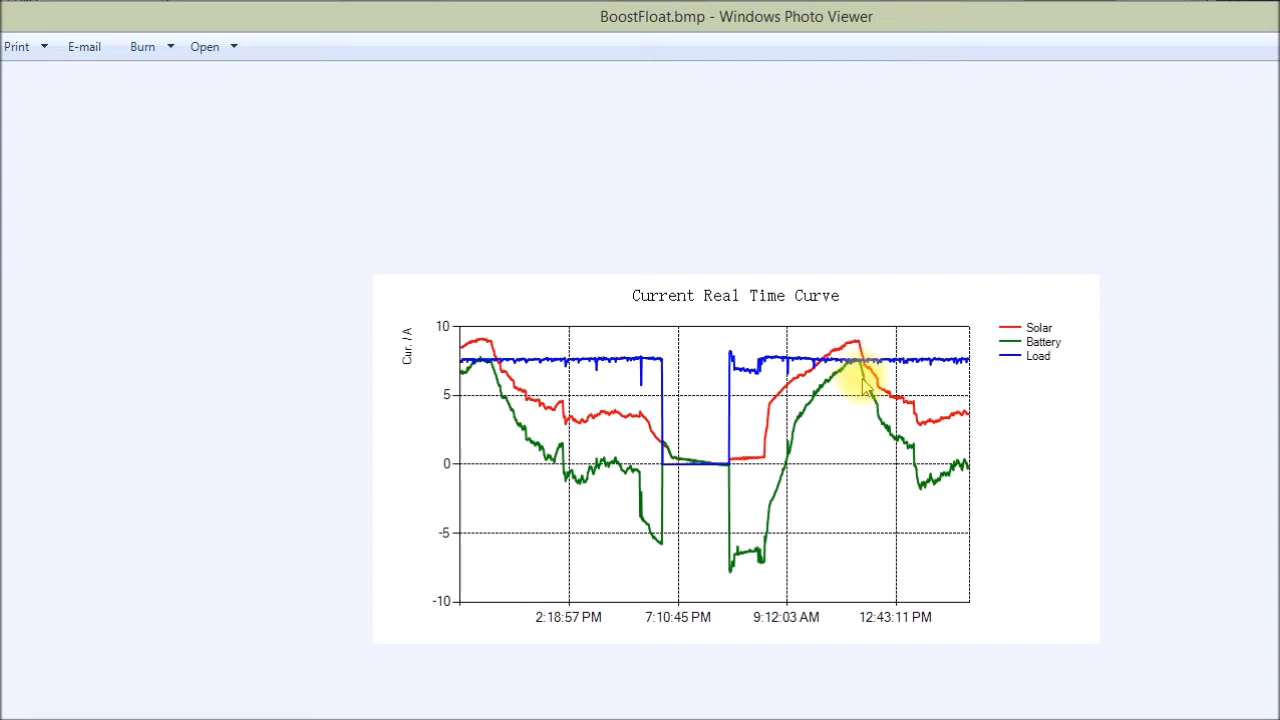 BoostFloat.bmp - Windows Photo Viewer
Print E-mail Burn Open
Current Real Time Curve
Cur. / A
10
5
0
-5
-10
2:18:57 PM 7:10:45 PM 9:12:03 AM 12:43:11 PM
Solar
Battery
Load